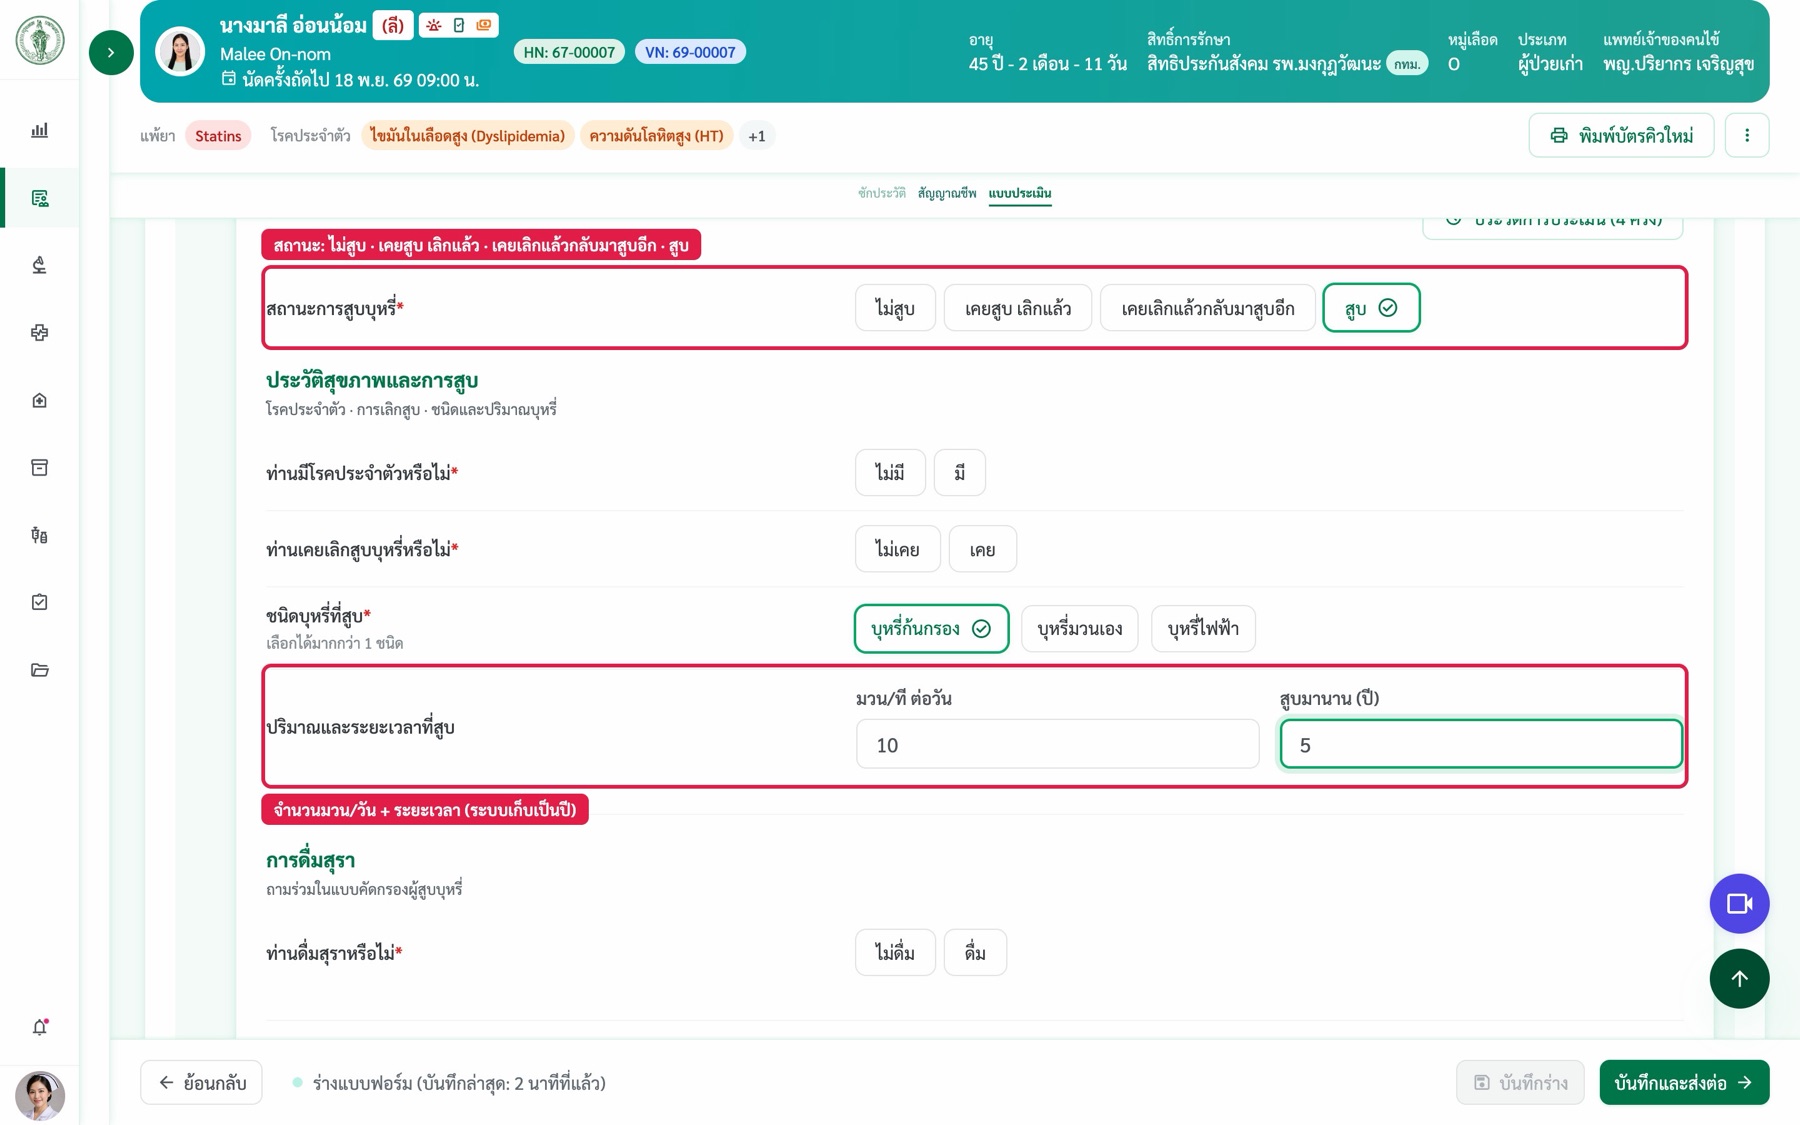 นางมาลี อ่อนน้อม (ลี)
Malee On-nom
นัดครั้งถัดไป 18 พ.ย. 69 09:00 น.
HN: 67-00007 VN: 69-00007
อายุ
45 ปี - 2 เดือน - 11 วัน
สิทธิ์การรักษา
สิทธิประกันสังคม รพ.มงกุฎวัฒนะ กทม.
หมู่เลือด
O
ประเภท
ผู้ป่วยเก่า
แพทย์เจ้าของคนไข้
พญ.ปริยากร เจริญสุข
แพ้ยา Statins โรคประจำตัว ไขมันในเลือดสูง (Dyslipidemia) ความดันโลหิตสูง (HT) +1
พิมพ์บัตรคิวใหม่
ซักประวัติ สัญญาณชีพ แบบประเมิน
ประวัติการประเมิน (4 ครั้ง)
สถานะ: ไม่สูบ · เคยสูบ เลิกแล้ว · เคยเลิกแล้วกลับมาสูบอีก · สูบ
สถานะการสูบบุหรี่* ไม่สูบ เคยสูบ เลิกแล้ว เคยเลิกแล้วกลับมาสูบอีก สูบ
ประวัติสุขภาพและการสูบ
โรคประจำตัว · การเลิกสูบ · ชนิดและปริมาณบุหรี่
ท่านมีโรคประจำตัวหรือไม่* ไม่มี มี
ท่านเคยเลิกสูบบุหรี่หรือไม่* ไม่เคย เคย
ชนิดบุหรี่ที่สูบ* บุหรี่ก้นกรอง บุหรี่มวนเอง บุหรี่ไฟฟ้า
เลือกได้มากกว่า 1 ชนิด
มวน/ที ต่อวัน สูบมานาน (ปี)
ปริมาณและระยะเวลาที่สูบ 10 5
จำนวนมวน/วัน + ระยะเวลา (ระบบเก็บเป็นปี)
การดื่มสุรา
ถามร่วมในแบบคัดกรองผู้สูบบุหรี่
ท่านดื่มสุราหรือไม่* ไม่ดื่ม ดื่ม
ย้อนกลับ ร่างแบบฟอร์ม (บันทึกล่าสุด: 2 นาทีที่แล้ว) บันทึกร่าง บันทึกและส่งต่อ